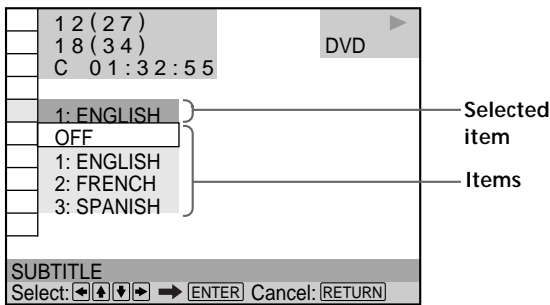 12(27)
18(34)
DVD
C 01:32:55
1: ENGLISH
Selected
item
OFF
1: ENGLISH
2: FRENCH
3: SPANISH
Items
SUBTITLE
Select: ENTER Cancel: RETURN